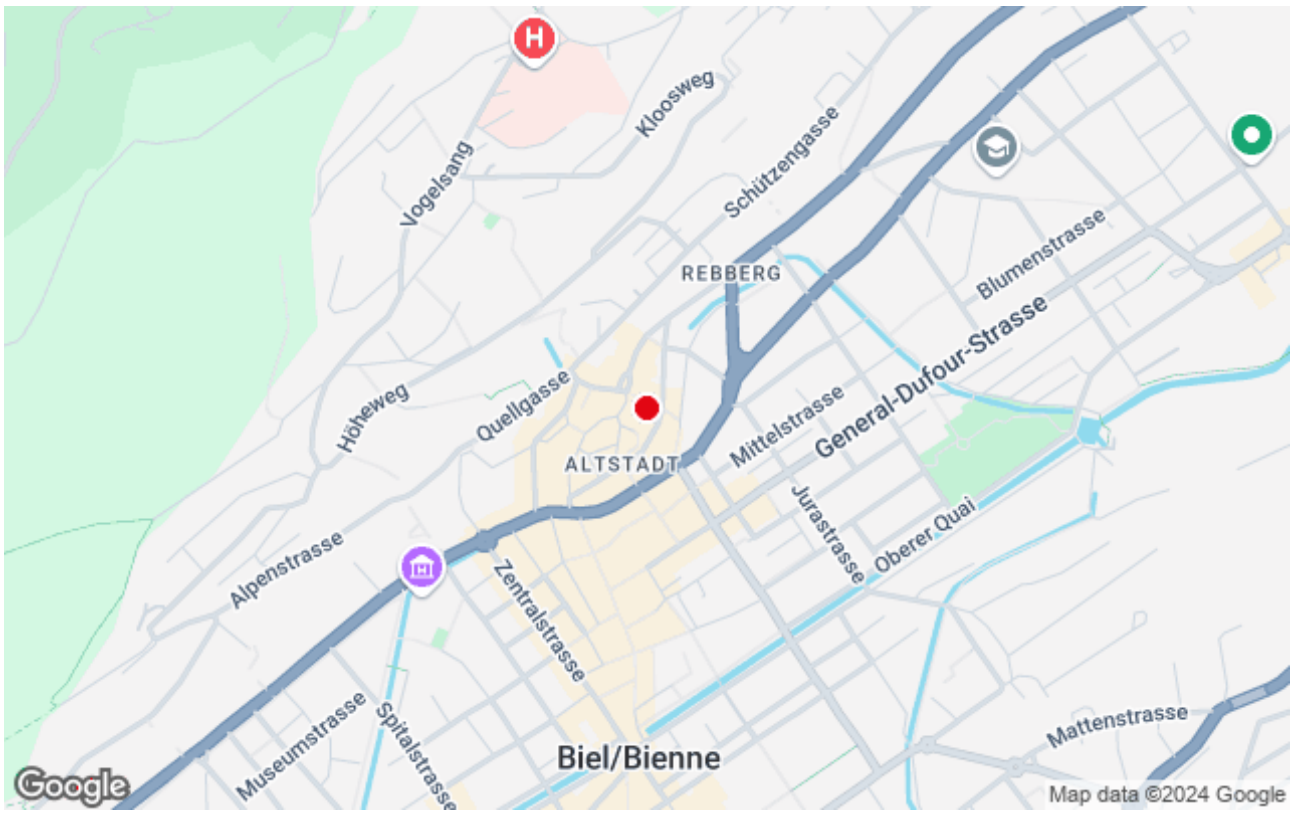 H
Kloosweg
Vogelsang
Schützengasse
REBBERG
Blumenstrasse
General-Dufour-Strasse
Höheweg
Quellgasse
Mittelstrasse
ALTSTADT
Jurastrasse
Oberer Quai
Alpenstrasse
Zentralstrasse
Museumstrasse
Spitalstrasse
Mattenstrasse
Biel/Bienne
Google
Map data ©2024 Google